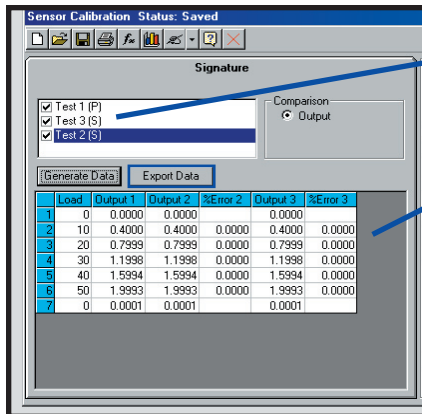 Sensor Calibration Status: Saved
Signature
Test 1 (P)
Test 3 (S)
Test 2 (S)
Comparison
Output
Generate Data Export Data
Load Output 1 Output 2 %Error 2 Output 3 %Error 3
1 0 0.0000 0.0000 0.0000
2 10 0.4000 0.4000 0.0000 0.4000 0.0000
3 20 0.7999 0.7999 0.0000 0.7999 0.0000
4 30 1.1998 1.1998 0.0000 1.1998 0.0000
5 40 1.5994 1.5994 0.0000 1.5994 0.0000
6 50 1.9993 1.9993 0.0000 1.9993 0.0000
7 0 0.0001 0.0001 0.0001